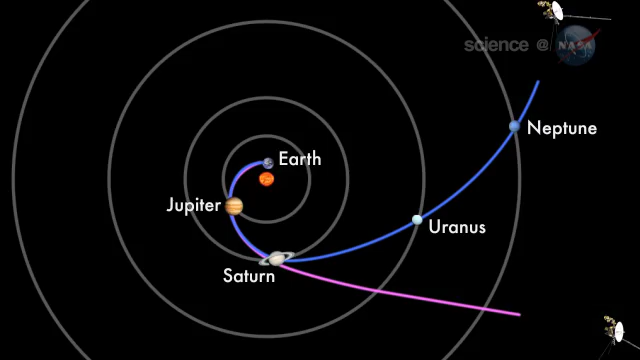 science @ NASA
Neptune
Earth
Jupiter
Uranus
Saturn